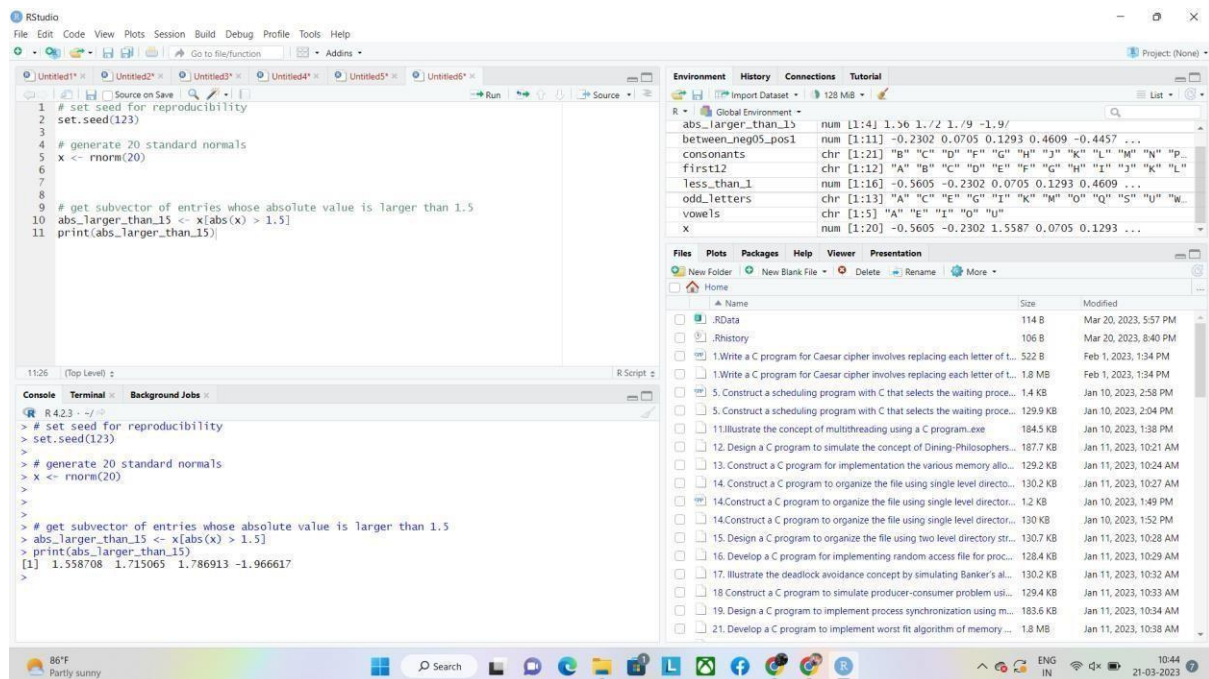 RStudio
File Edit Code View Plots Session Build Debug Profile Tools Help
Go to file/function Addins
Project: (None)
Untitled1* Untitled2* Untitled3* Untitled4* Untitled5* Untitled6*
Source on Save Run Source
1 # set seed for reproducibility
2 set.seed(123)
3
4 # generate 20 standard normals
5 x <- rnorm(20)
6
7
8
9 # get subvector of entries whose absolute value is larger than 1.5
10 abs_larger_than_15 <- x[abs(x) > 1.5]
11 print(abs_larger_than_15)
11:26 (Top Level) R Script
Console Terminal Background Jobs
R 4.2.3 · ~/
> # set seed for reproducibility
> set.seed(123)
>
> # generate 20 standard normals
> x <- rnorm(20)
>
>
>
> # get subvector of entries whose absolute value is larger than 1.5
> abs_larger_than_15 <- x[abs(x) > 1.5]
> print(abs_larger_than_15)
[1] 1.558708 1.715065 1.786913 -1.966617
>
Environment History Connections Tutorial
Import Dataset 128 MiB List
R Global Environment
abs_larger_than_15 num [1:4] 1.56 1.72 1.79 -1.97
between_neg05_pos1 num [1:11] -0.2302 0.0705 0.1293 0.4609 -0.4457 ...
consonants chr [1:21] "B" "C" "D" "F" "G" "H" "J" "K" "L" "M" "N" "P...
first12 chr [1:12] "A" "B" "C" "D" "E" "F" "G" "H" "I" "J" "K" "L"
less_than_1 num [1:16] -0.5605 -0.2302 0.0705 0.1293 0.4609 ...
odd_letters chr [1:13] "A" "C" "E" "G" "I" "K" "M" "O" "Q" "S" "U" "W...
vowels chr [1:5] "A" "E" "I" "O" "U"
x num [1:20] -0.5605 -0.2302 1.5587 0.0705 0.1293 ...
Files Plots Packages Help Viewer Presentation
New Folder New Blank File Delete Rename More
Home
Name Size Modified
.RData 114 B Mar 20, 2023, 5:57 PM
.Rhistory 106 B Mar 20, 2023, 8:40 PM
1.Write a C program for Caesar cipher involves replacing each letter of t... 522 B Feb 1, 2023, 1:34 PM
1.Write a C program for Caesar cipher involves replacing each letter of t... 1.8 MB Feb 1, 2023, 1:34 PM
5. Construct a scheduling program with C that selects the waiting proce... 1.4 KB Jan 10, 2023, 2:58 PM
5. Construct a scheduling program with C that selects the waiting proce... 129.9 KB Jan 10, 2023, 2:04 PM
11.Illustrate the concept of multithreading using a C program..exe 184.5 KB Jan 10, 2023, 1:38 PM
12. Design a C program to simulate the concept of Dining-Philosophers... 187.7 KB Jan 11, 2023, 10:21 AM
13. Construct a C program for implementation the various memory allo... 129.2 KB Jan 11, 2023, 10:24 AM
14. Construct a C program to organize the file using single level directo... 130.2 KB Jan 11, 2023, 10:27 AM
14.Construct a C program to organize the file using single level director... 1.2 KB Jan 10, 2023, 1:49 PM
14.Construct a C program to organize the file using single level director... 130 KB Jan 10, 2023, 1:52 PM
15. Design a C program to organize the file using two level directory str... 130.7 KB Jan 11, 2023, 10:28 AM
16. Develop a C program for implementing random access file for proc... 128.4 KB Jan 11, 2023, 10:29 AM
17. Illustrate the deadlock avoidance concept by simulating Banker's al... 130.2 KB Jan 11, 2023, 10:32 AM
18 Construct a C program to simulate producer-consumer problem usi... 129.4 KB Jan 11, 2023, 10:33 AM
19. Design a C program to implement process synchronization using m... 183.6 KB Jan 11, 2023, 10:34 AM
21. Develop a C program to implement worst fit algorithm of memory ... 1.8 MB Jan 11, 2023, 10:38 AM
86°F
Partly sunny
Search
ENG
IN
10:44
21-03-2023